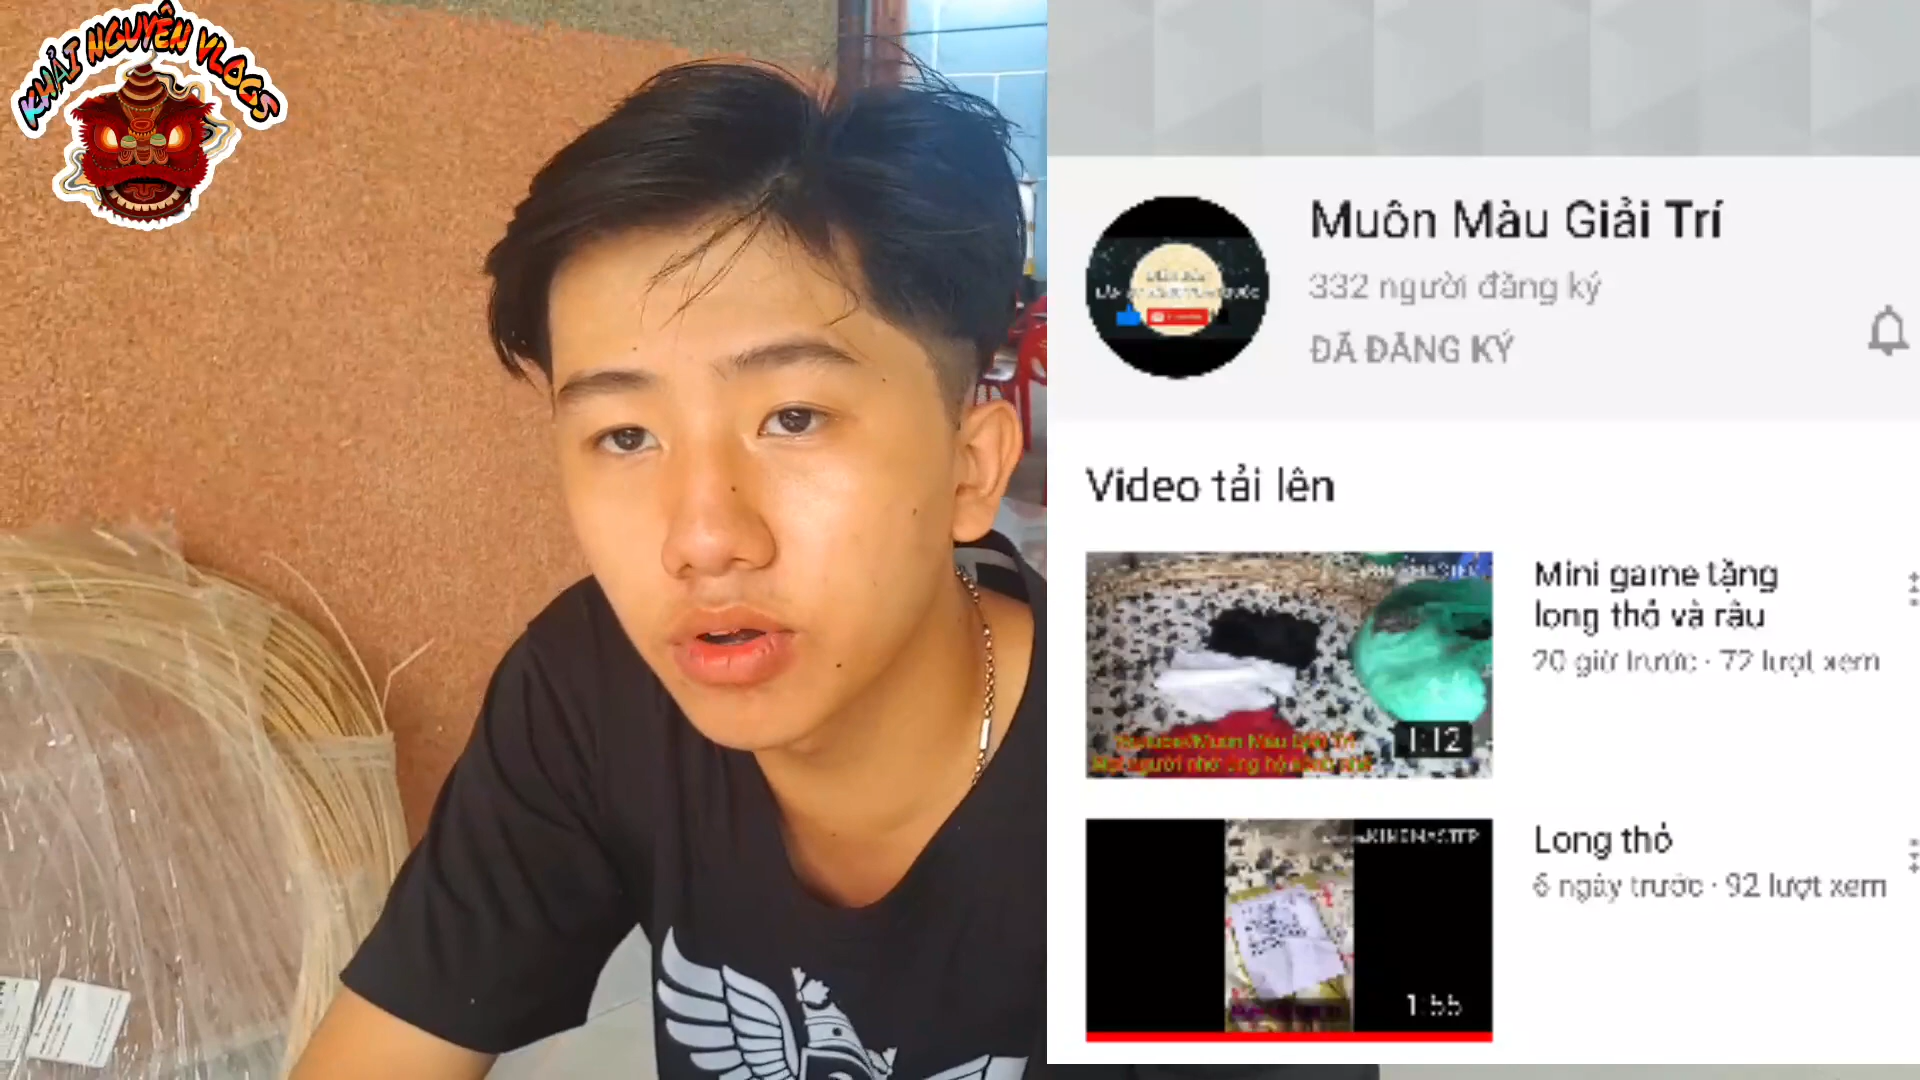 KHẢI NGUYÊN VLOGS
Muôn Màu Giải Trí
332 người đăng ký
ĐÃ ĐĂNG KÝ
Video tải lên
Mini game tặng
long thỏ và râu
20 giờ trước · 72 lượt xem
1:12
Long thỏ
6 ngày trước · 92 lượt xem
KINEMASTER
1:55